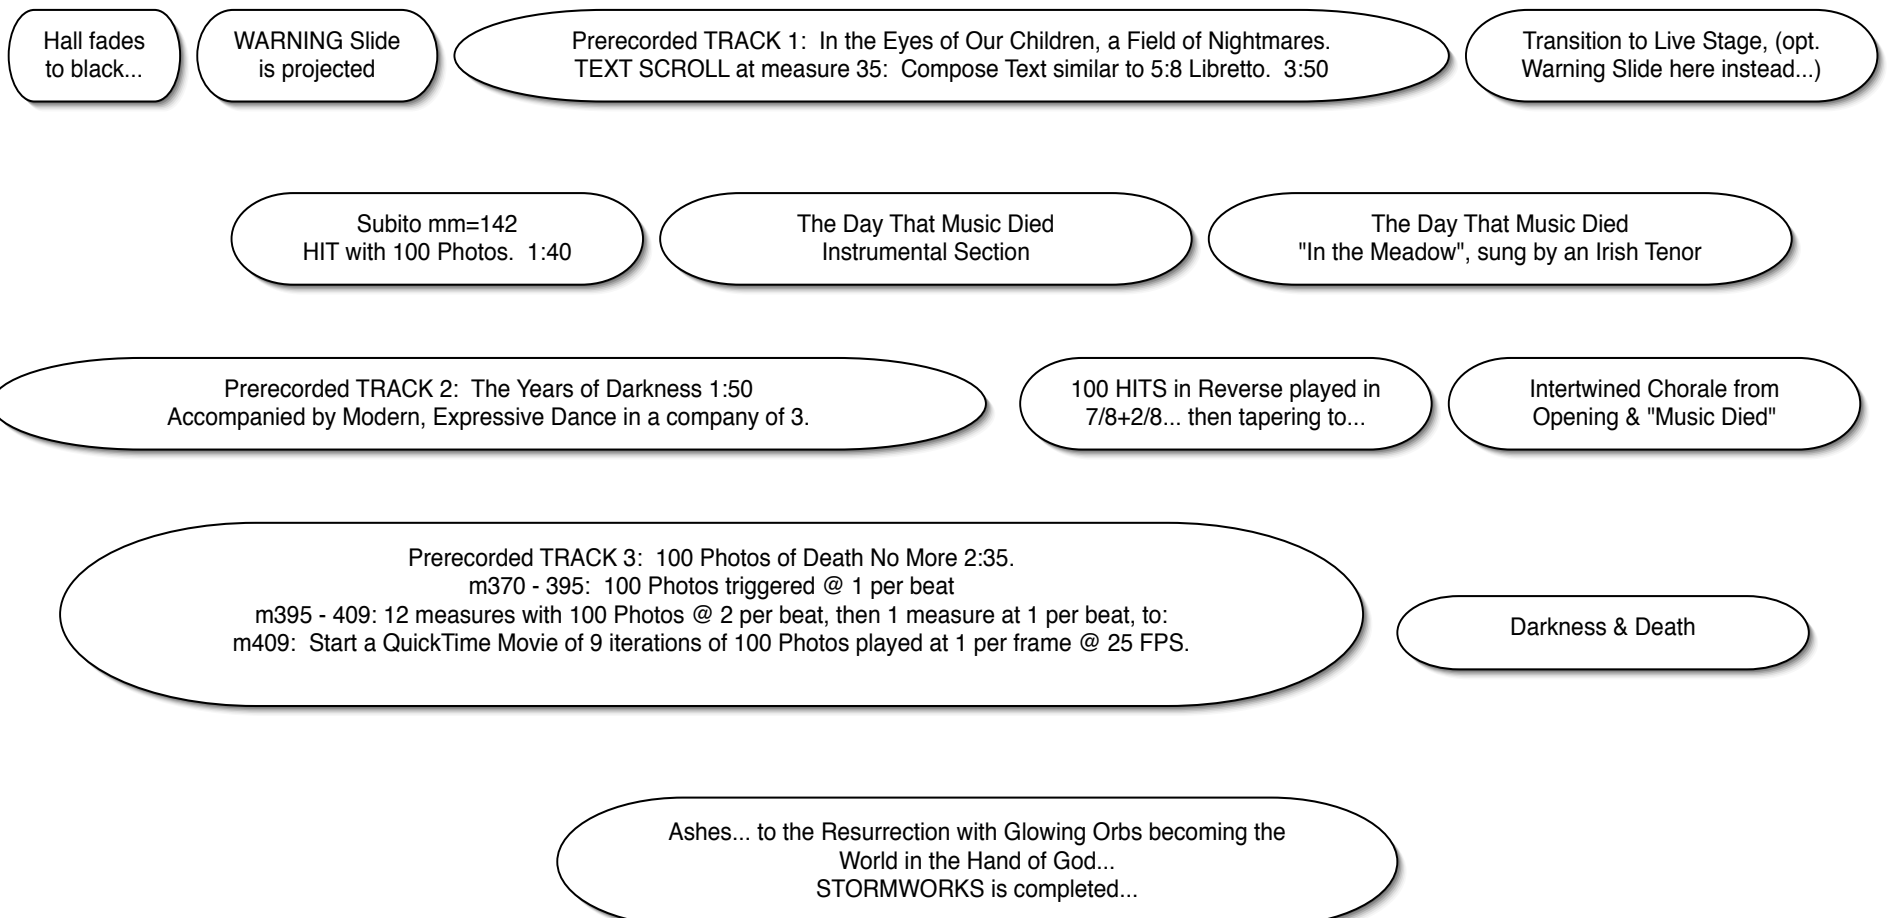 Hall fades
to black...
WARNING Slide
is projected
Prerecorded TRACK 1:  In the Eyes of Our Children, a Field of Nightmares.
TEXT SCROLL at measure 35:  Compose Text similar to 5:8 Libretto.  3:50
Transition to Live Stage, (opt.
Warning Slide here instead...)
Subito mm=142
HIT with 100 Photos.  1:40
The Day That Music Died
Instrumental Section
The Day That Music Died
"In the Meadow", sung by an Irish Tenor
Prerecorded TRACK 2:  The Years of Darkness 1:50
Accompanied by Modern, Expressive Dance in a company of 3.
100 HITS in Reverse played in
7/8+2/8... then tapering to...
Intertwined Chorale from
Opening & "Music Died"
Prerecorded TRACK 3:  100 Photos of Death No More 2:35.
m370 - 395:  100 Photos triggered @ 1 per beat
m395 - 409: 12 measures with 100 Photos @ 2 per beat, then 1 measure at 1 per beat, to:
m409:  Start a QuickTime Movie of 9 iterations of 100 Photos played at 1 per frame @ 25 FPS.
Darkness & Death
Ashes... to the Resurrection with Glowing Orbs becoming the
World in the Hand of God...
STORMWORKS is completed...